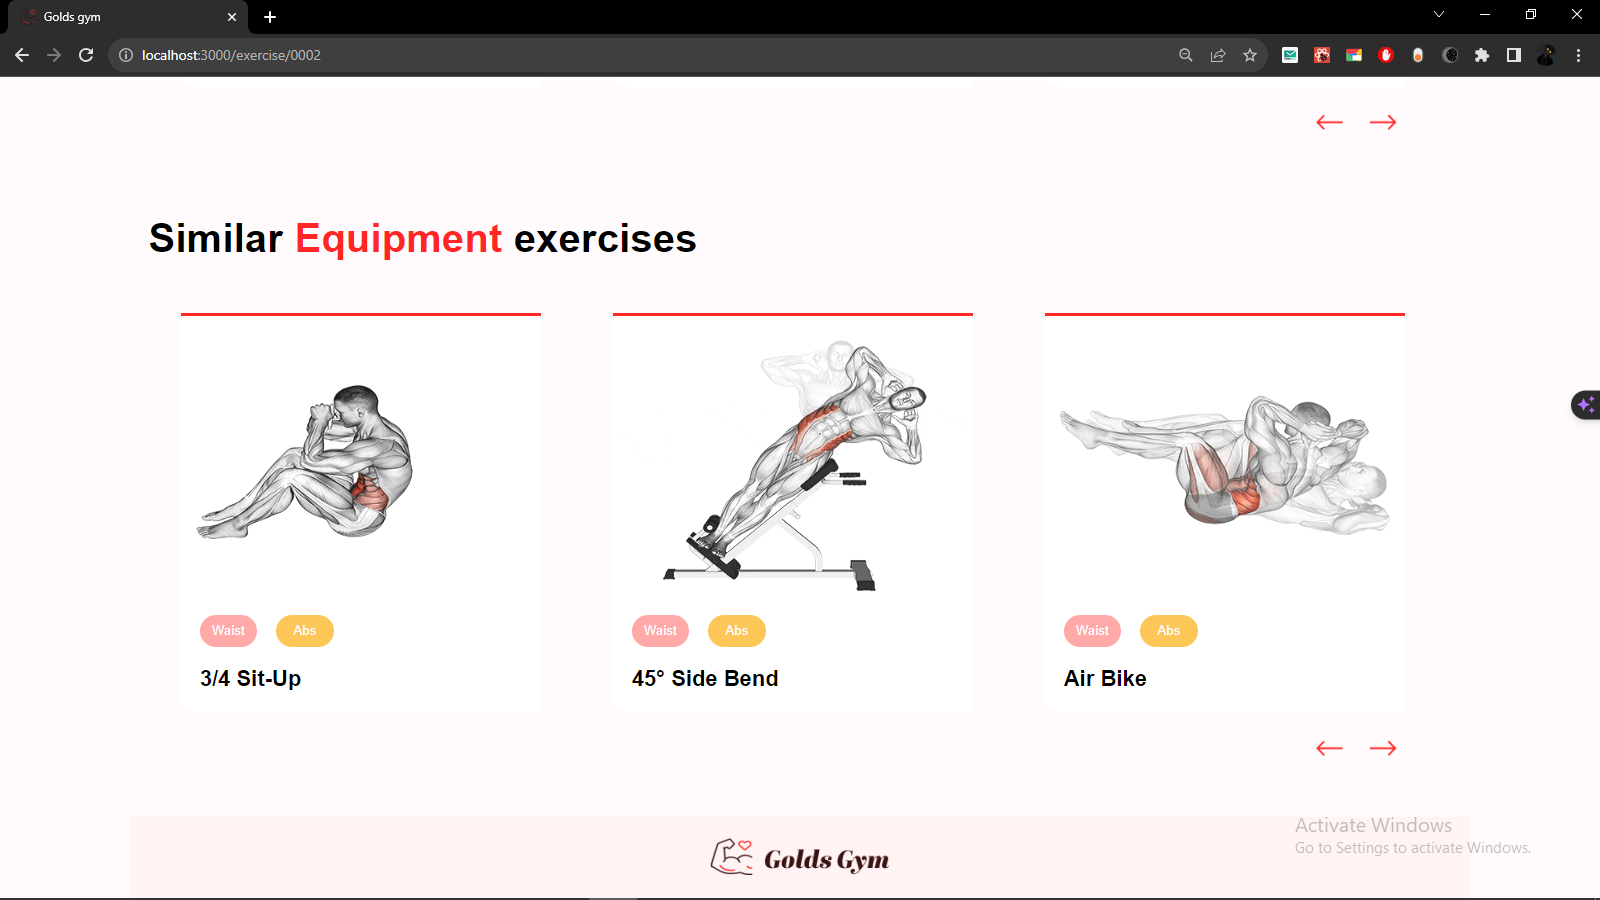 Golds gym
localhost:3000/exercise/0002
Similar Equipment exercises
Waist Abs
3/4 Sit-Up
Waist Abs
45° Side Bend
Waist Abs
Air Bike
Golds Gym
Activate Windows
Go to Settings to activate Windows.